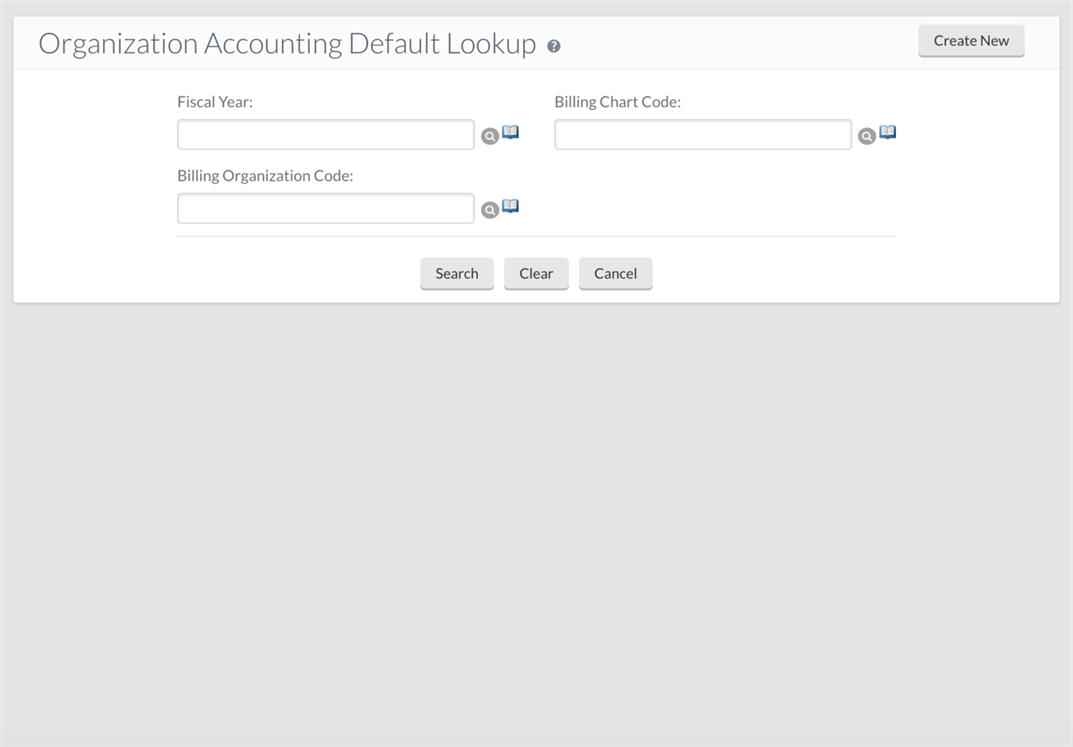 Organization Accounting Default Lookup ?
Create New
Fiscal Year:
Billing Chart Code:
Billing Organization Code:
Search
Clear
Cancel